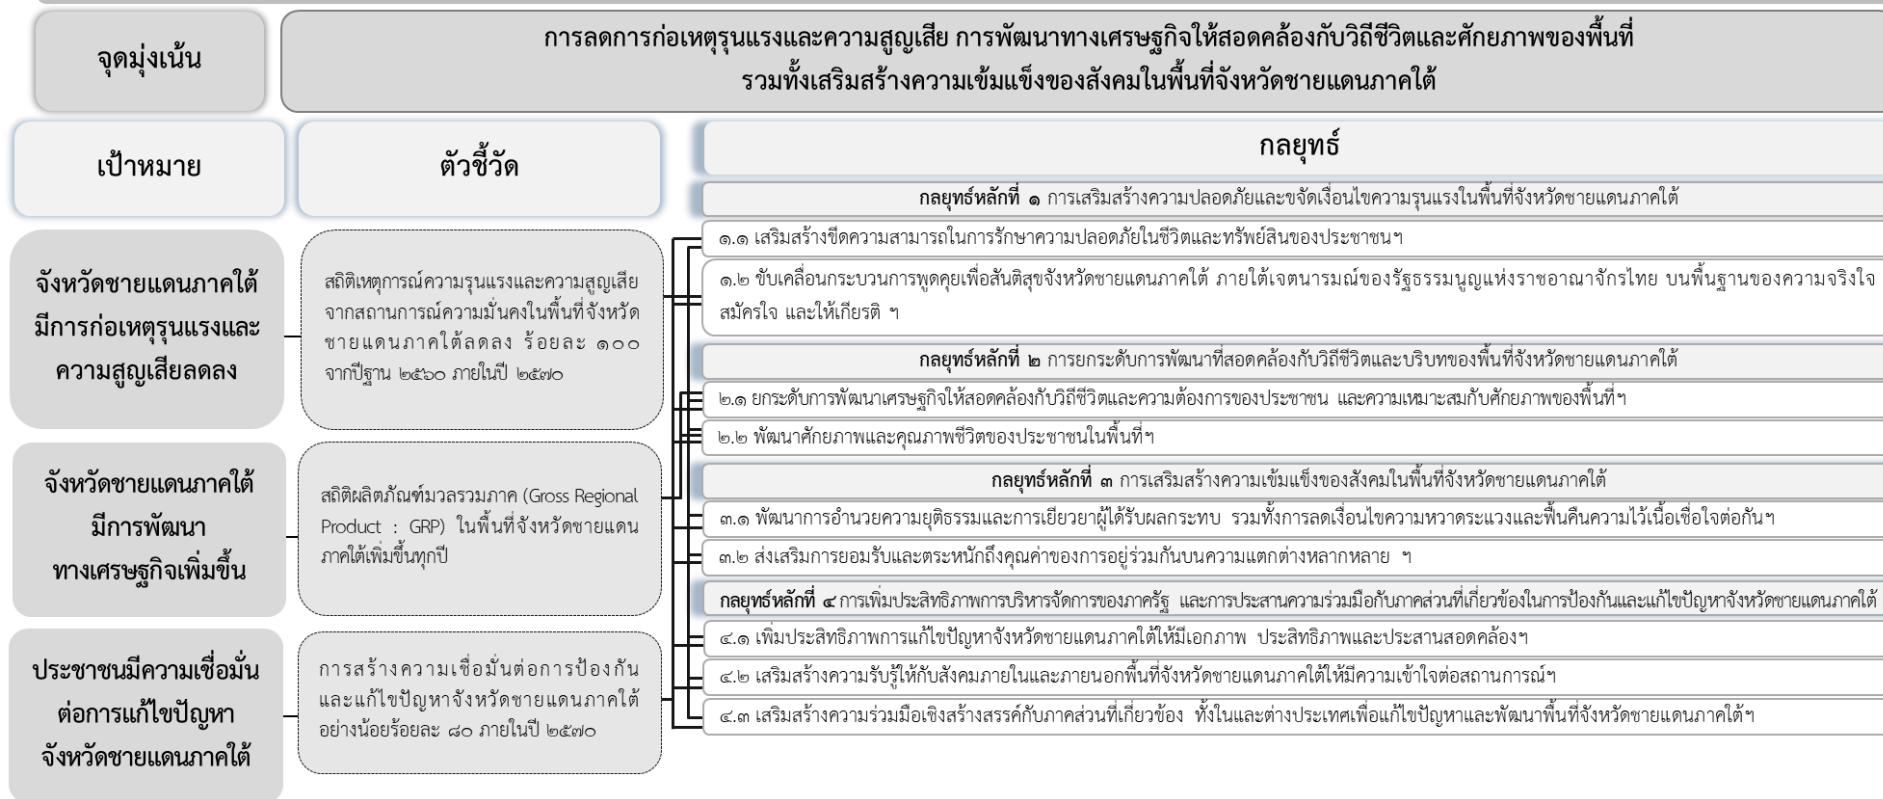 จุดมุ่งเน้น
การลดการก่อเหตุรุนแรงและความสูญเสีย การพัฒนาทางเศรษฐกิจให้สอดคล้องกับวิถีชีวิตและศักยภาพของพื้นที่
รวมทั้งเสริมสร้างความเข้มแข็งของสังคมในพื้นที่จังหวัดชายแดนภาคใต้
เป้าหมาย
ตัวชี้วัด
กลยุทธ์
จังหวัดชายแดนภาคใต้
มีการก่อเหตุรุนแรงและ
ความสูญเสียลดลง
สถิติเหตุการณ์ความรุนแรงและความสูญเสีย
จากสถานการณ์ความมั่นคงในพื้นที่จังหวัด
ชายแดนภาคใต้ลดลง ร้อยละ ๑๐๐
จากปีฐาน ๒๕๖๐ ภายในปี ๒๕๗๐
จังหวัดชายแดนภาคใต้
มีการพัฒนา
ทางเศรษฐกิจเพิ่มขึ้น
สถิติผลิตภัณฑ์มวลรวมภาค (Gross Regional
Product : GRP) ในพื้นที่จังหวัดชายแดน
ภาคใต้เพิ่มขึ้นทุกปี
ประชาชนมีความเชื่อมั่น
ต่อการแก้ไขปัญหา
จังหวัดชายแดนภาคใต้
การสร้างความเชื่อมั่นต่อการป้องกัน
และแก้ไขปัญหาจังหวัดชายแดนภาคใต้
อย่างน้อยร้อยละ ๘๐ ภายในปี ๒๕๗๐
กลยุทธ์หลักที่ ๑ การเสริมสร้างความปลอดภัยและขจัดเงื่อนไขความรุนแรงในพื้นที่จังหวัดชายแดนภาคใต้
๑.๑ เสริมสร้างขีดความสามารถในการรักษาความปลอดภัยในชีวิตและทรัพย์สินของประชาชนฯ
๑.๒ ขับเคลื่อนกระบวนการพูดคุยเพื่อสันติสุขจังหวัดชายแดนภาคใต้ ภายใต้เจตนารมณ์ของรัฐธรรมนูญแห่งราชอาณาจักรไทย บนพื้นฐานของความจริงใจ
สมัครใจ และให้เกียรติ ฯ
กลยุทธ์หลักที่ ๒ การยกระดับการพัฒนาที่สอดคล้องกับวิถีชีวิตและบริบทของพื้นที่จังหวัดชายแดนภาคใต้
๒.๑ ยกระดับการพัฒนาเศรษฐกิจให้สอดคล้องกับวิถีชีวิตและความต้องการของประชาชน และความเหมาะสมกับศักยภาพของพื้นที่ฯ
๒.๒ พัฒนาศักยภาพและคุณภาพชีวิตของประชาชนในพื้นที่ฯ
กลยุทธ์หลักที่ ๓ การเสริมสร้างความเข้มแข็งของสังคมในพื้นที่จังหวัดชายแดนภาคใต้
๓.๑ พัฒนาการอำนวยความยุติธรรมและการเยียวยาผู้ได้รับผลกระทบ รวมทั้งการลดเงื่อนไขความหวาดระแวงและฟื้นคืนความไว้เนื้อเชื่อใจต่อกันฯ
๓.๒ ส่งเสริมการยอมรับและตระหนักถึงคุณค่าของการอยู่ร่วมกันบนความแตกต่างหลากหลาย ฯ
กลยุทธ์หลักที่ ๔ การเพิ่มประสิทธิภาพการบริหารจัดการของภาครัฐ และการประสานความร่วมมือกับภาคส่วนที่เกี่ยวข้องในการป้องกันและแก้ไขปัญหาจังหวัดชายแดนภาคใต้
๔.๑ เพิ่มประสิทธิภาพการแก้ไขปัญหาจังหวัดชายแดนภาคใต้ให้มีเอกภาพ ประสิทธิภาพและประสานสอดคล้องฯ
๔.๒ เสริมสร้างความรับรู้ให้กับสังคมภายในและภายนอกพื้นที่จังหวัดชายแดนภาคใต้ให้มีความเข้าใจต่อสถานการณ์ฯ
๔.๓ เสริมสร้างความร่วมมือเชิงสร้างสรรค์กับภาคส่วนที่เกี่ยวข้อง ทั้งในและต่างประเทศเพื่อแก้ไขปัญหาและพัฒนาพื้นที่จังหวัดชายแดนภาคใต้ฯ